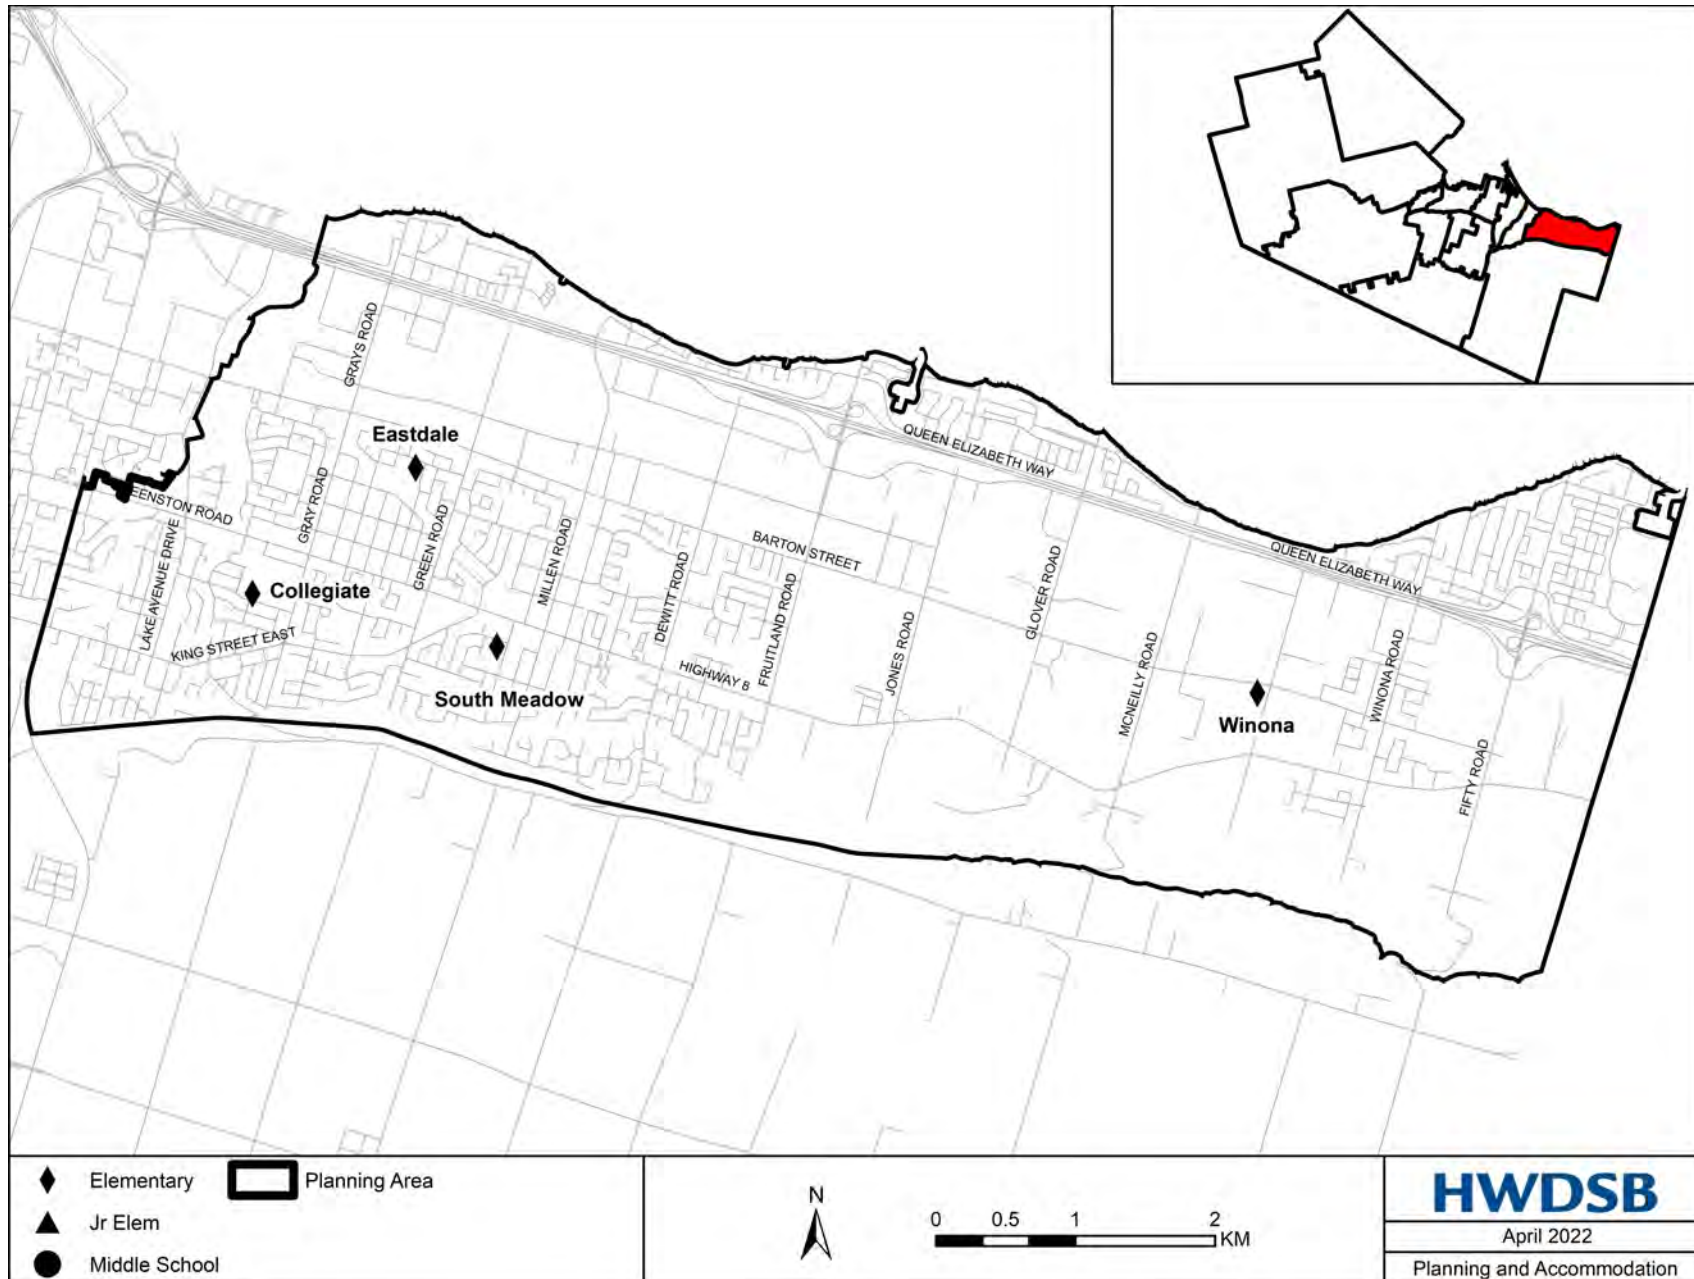 GRAYS ROAD
Eastdale
QUEEN ELIZABETH WAY
GRAY ROAD
EENSTON ROAD
GREEN ROAD
LAKE AVENUE DRIVE
MILLEN ROAD
BARTON STREET
QUEEN ELIZABETH WAY
Collegiate
DEWITT ROAD
FRUITLAND ROAD
GLOVER ROAD
KING STREET EAST
JONES ROAD
MCNEILLY ROAD
WINONA ROAD
HIGHWAY 8
South Meadow
Winona
FIFTY ROAD
Elementary
Planning Area
Jr Elem
Middle School
N
0 0.5 1 2
KM
HWDSB
April 2022
Planning and Accommodation